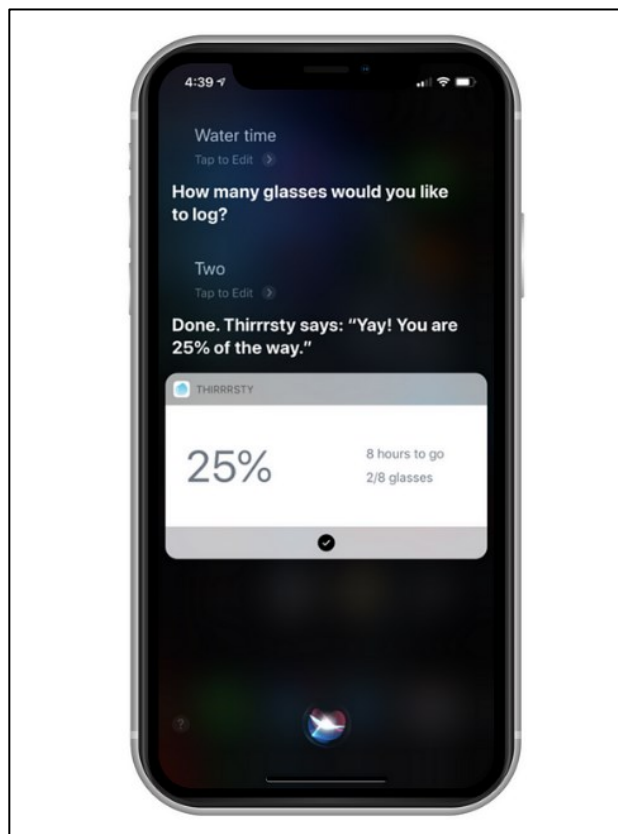 4:39
Water time
Tap to Edit
How many glasses would you like
to log?
Two
Tap to Edit
Done. Thirrrsty says: “Yay! You are
25% of the way.”
THIRRRSTY
25%
8 hours to go
2/8 glasses
?